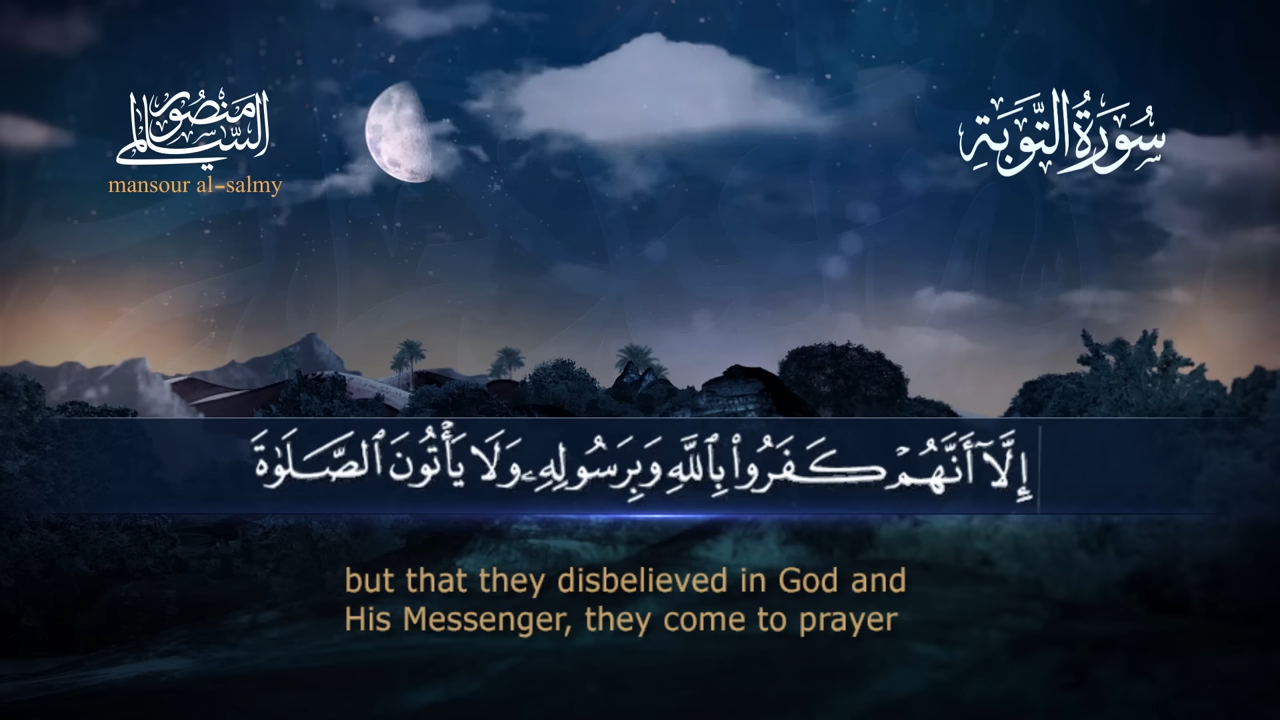 منصور السالمي
mansour al-salmy
سُورَةُ التَّوبَةِ
إِلَّآ أَنَّهُمْ كَفَرُوا۟ بِٱللَّهِ وَبِرَسُولِهِۦ وَلَا يَأْتُونَ ٱلصَّلَوٰةَ
but that they disbelieved in God and
His Messenger, they come to prayer